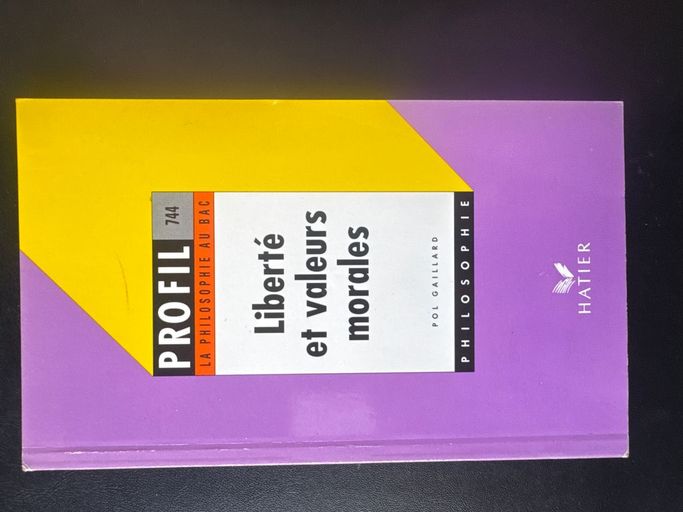 PROFIL 744
LA PHILOSOPHIE AU BAC
Liberté
et valeurs
morales
POL GAILLARD
PHILOSOPHIE
HATIER